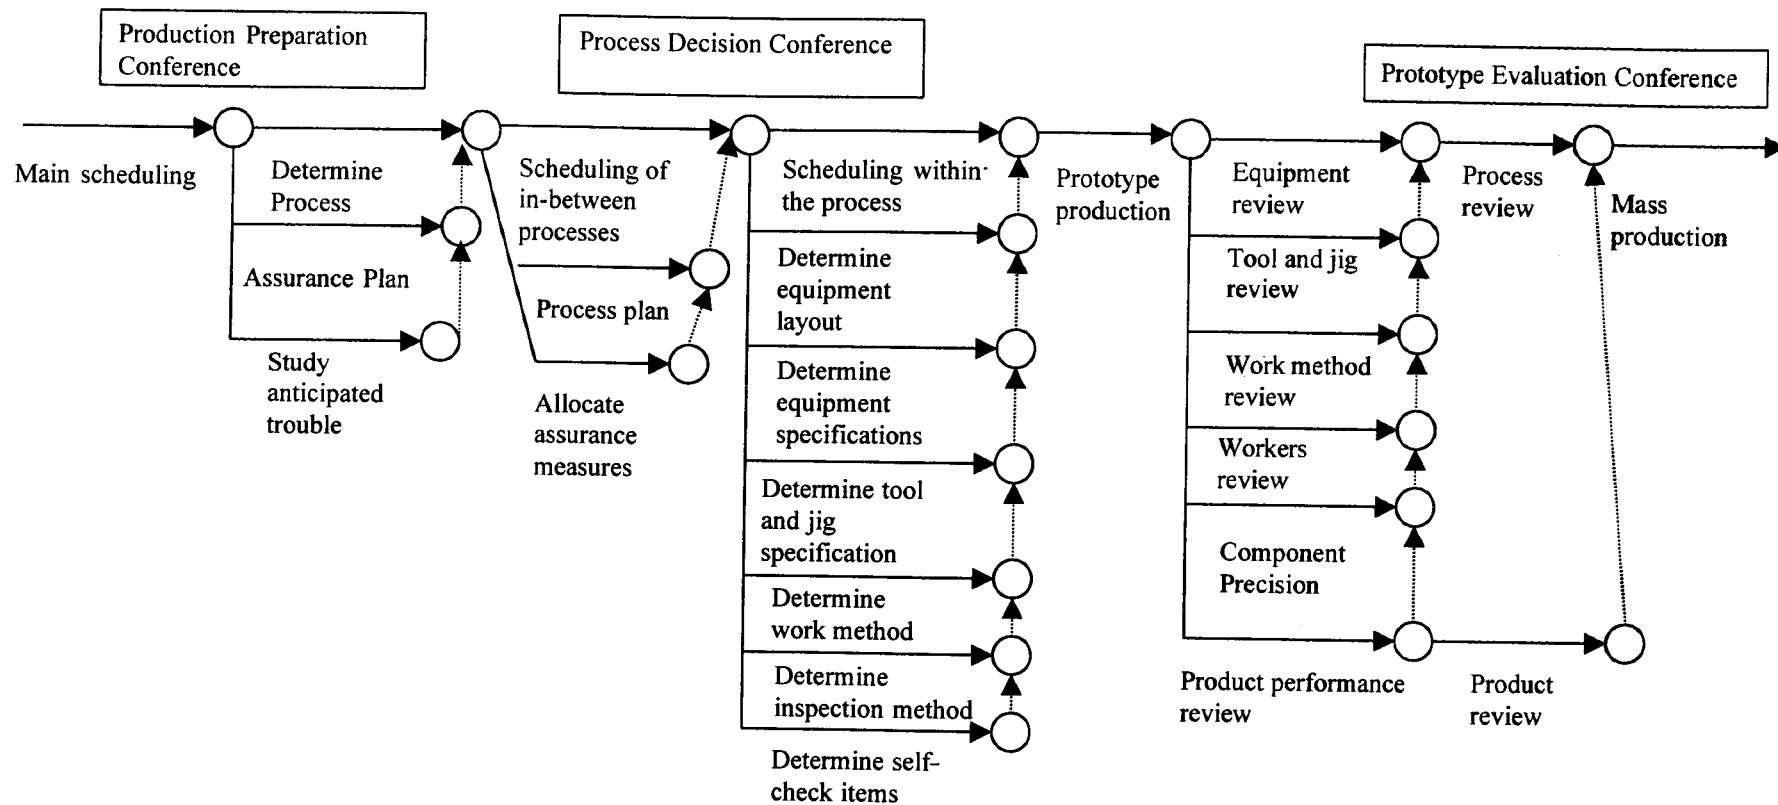 Production Preparation
Conference
Process Decision Conference
Prototype Evaluation Conference
Main scheduling
Determine
Process
Assurance Plan
Study
anticipated
trouble
Scheduling of
in-between
processes
Process plan
Allocate
assurance
measures
Scheduling within
the process
Determine
equipment
layout
Determine
equipment
specifications
Determine tool
and jig
specification
Determine
work method
Determine
inspection method
Determine self-
check items
Prototype
production
Equipment
review
Tool and jig
review
Work method
review
Workers
review
Component
Precision
Product performance
review
Process
review
Product
review
Mass
production